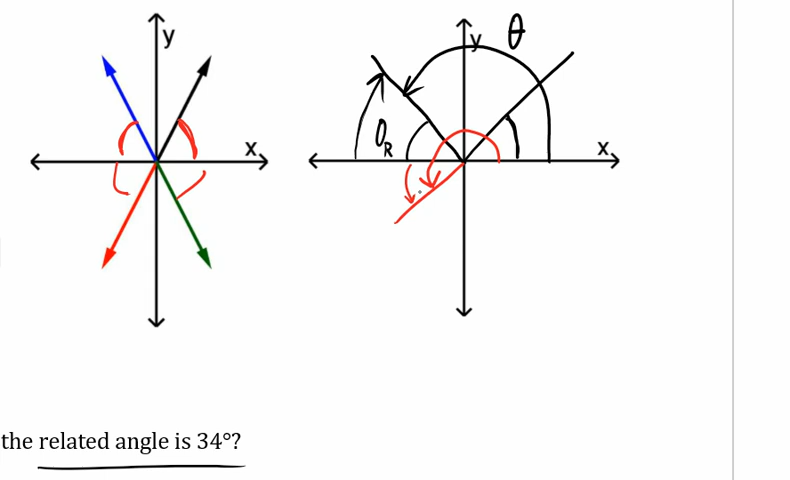 y
x
y
θ
θR
x
the related angle is 34°?